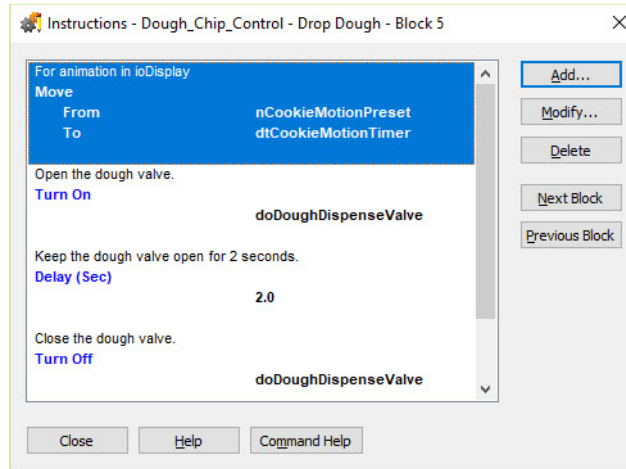 Instructions - Dough_Chip_Control - Drop Dough - Block 5
For animation in ioDisplay
Move
From nCookieMotionPreset
To dtCookieMotionTimer
Open the dough valve.
Turn On
doDoughDispenseValve
Keep the dough valve open for 2 seconds.
Delay (Sec)
2.0
Close the dough valve.
Turn Off
doDoughDispenseValve
Add...
Modify...
Delete
Next Block
Previous Block
Close
Help
Command Help